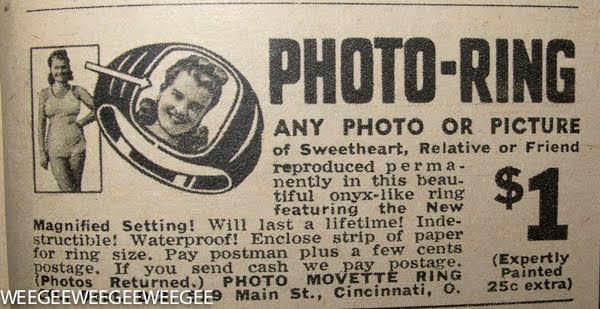 PHOTO-RING
ANY PHOTO OR PICTURE
of Sweetheart, Relative or Friend
reproduced perma-
nently in this beau-
tiful onyx-like ring
featuring the New
Magnified Setting! Will last a lifetime! Inde-
structible! Waterproof! Enclose strip of paper
for ring size. Pay postman plus a few cents
postage. If you send cash we pay postage.
(Photos Returned.) PHOTO MOVETTE RING
Main St., Cincinnati, O.
$1
(Expertly
Painted
25c extra)
WEEGEEWEEGEEWEEGEE